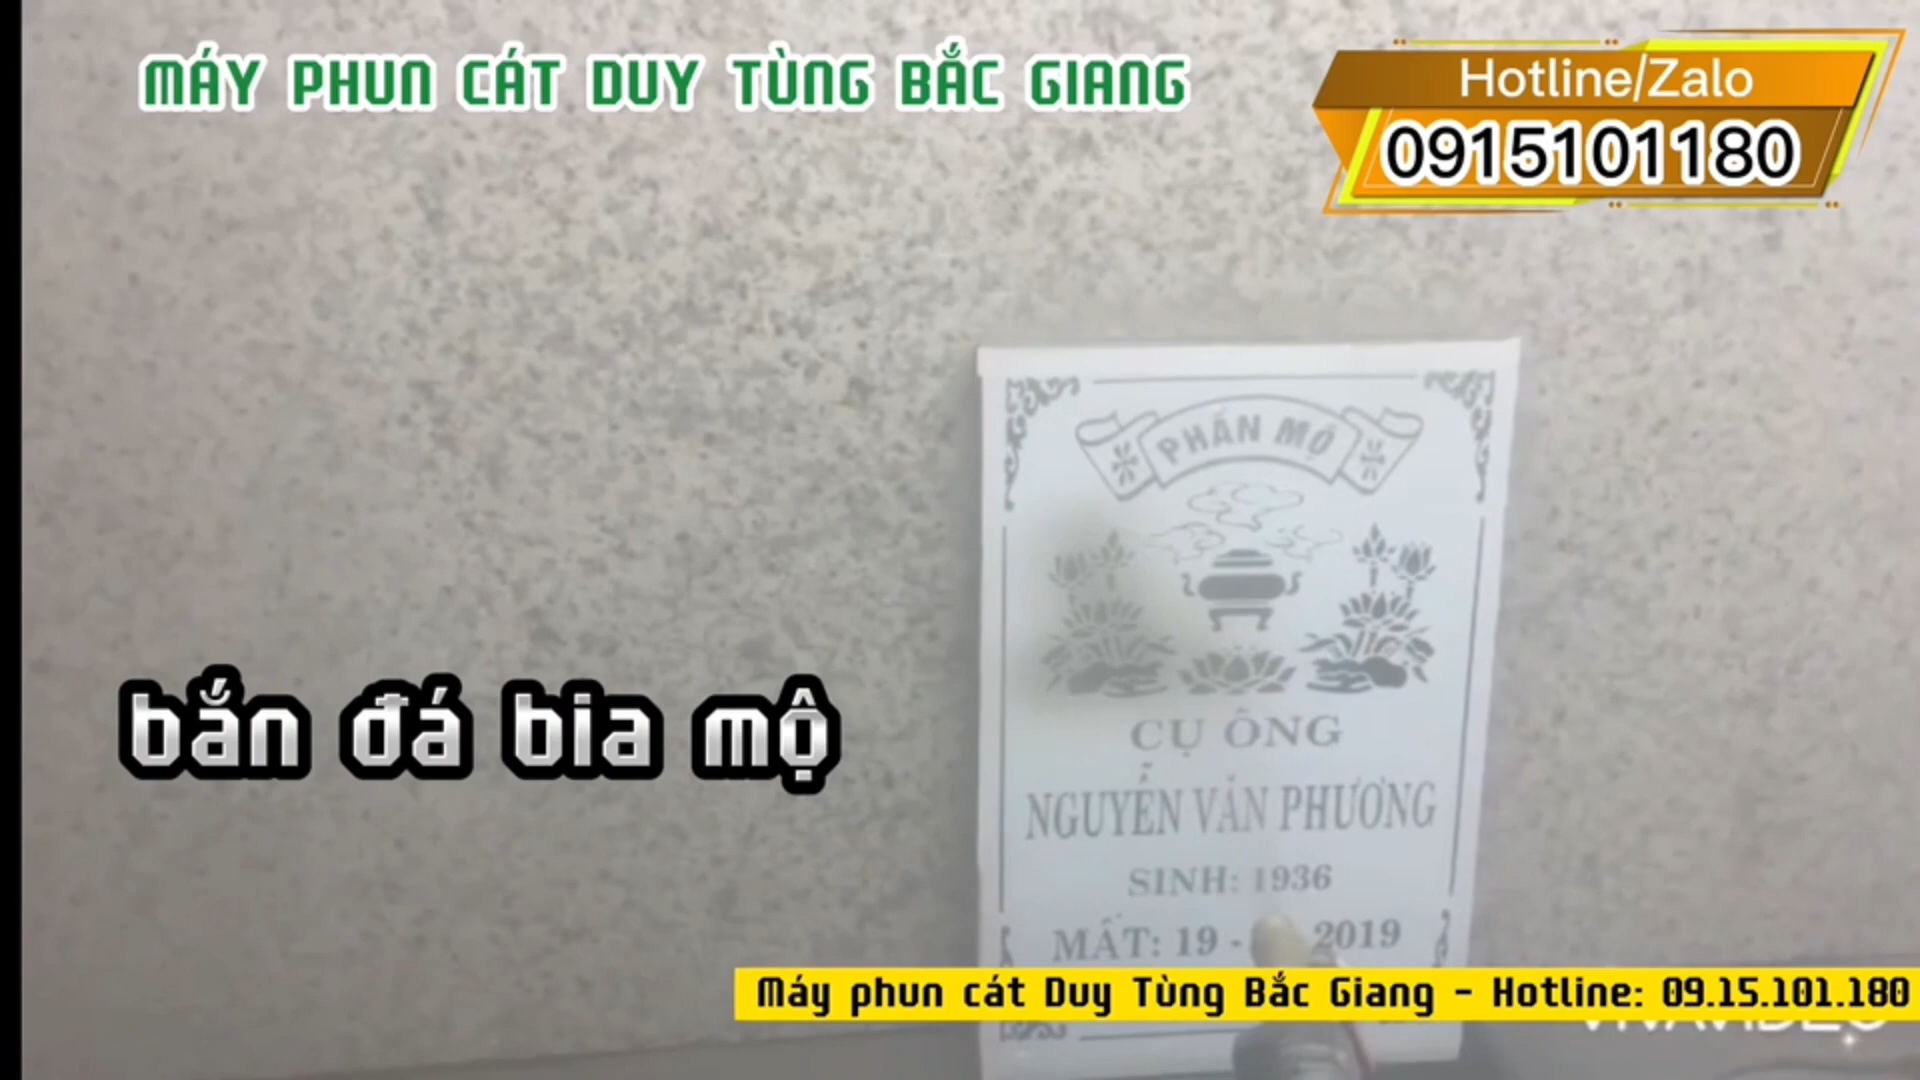 MÁY PHUN CÁT DUY TÙNG BẮC GIANG
Hotline/Zalo
0915101180
PHẦN MỘ
bắn đá bia mộ
CỤ ÔNG
NGUYỄN VĂN PHƯƠNG
SINH: 1936
MẤT: 19 - 2019
Máy phun cát Duy Tùng Bắc Giang - Hotline: 09.15.101.180
VIVAVIDEO